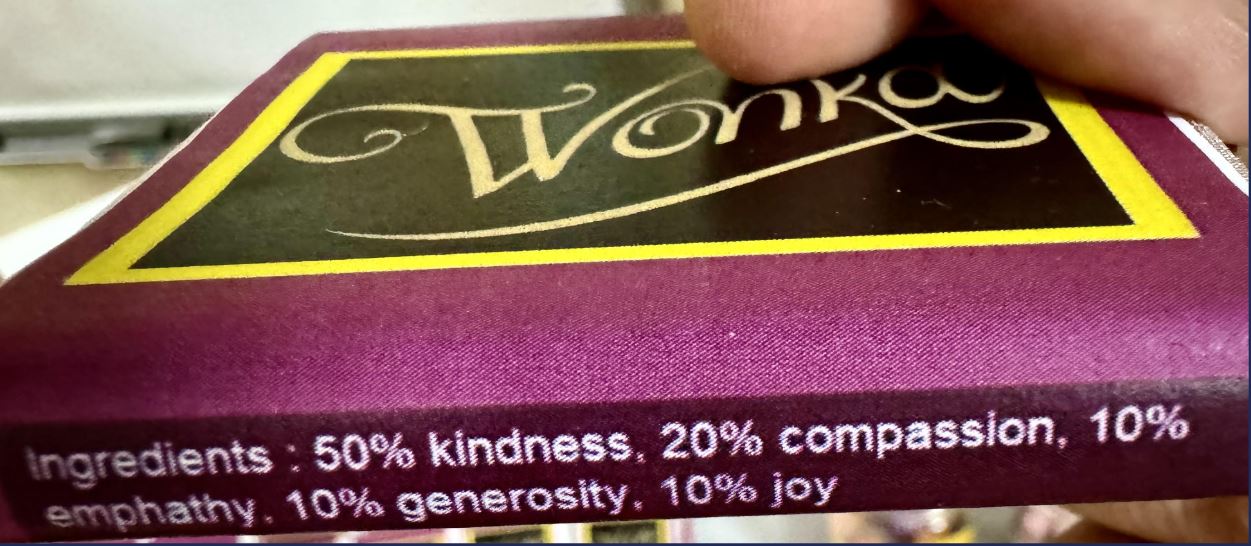 Wonka
Ingredients : 50% kindness, 20% compassion, 10%
emphathy, 10% generosity, 10% joy